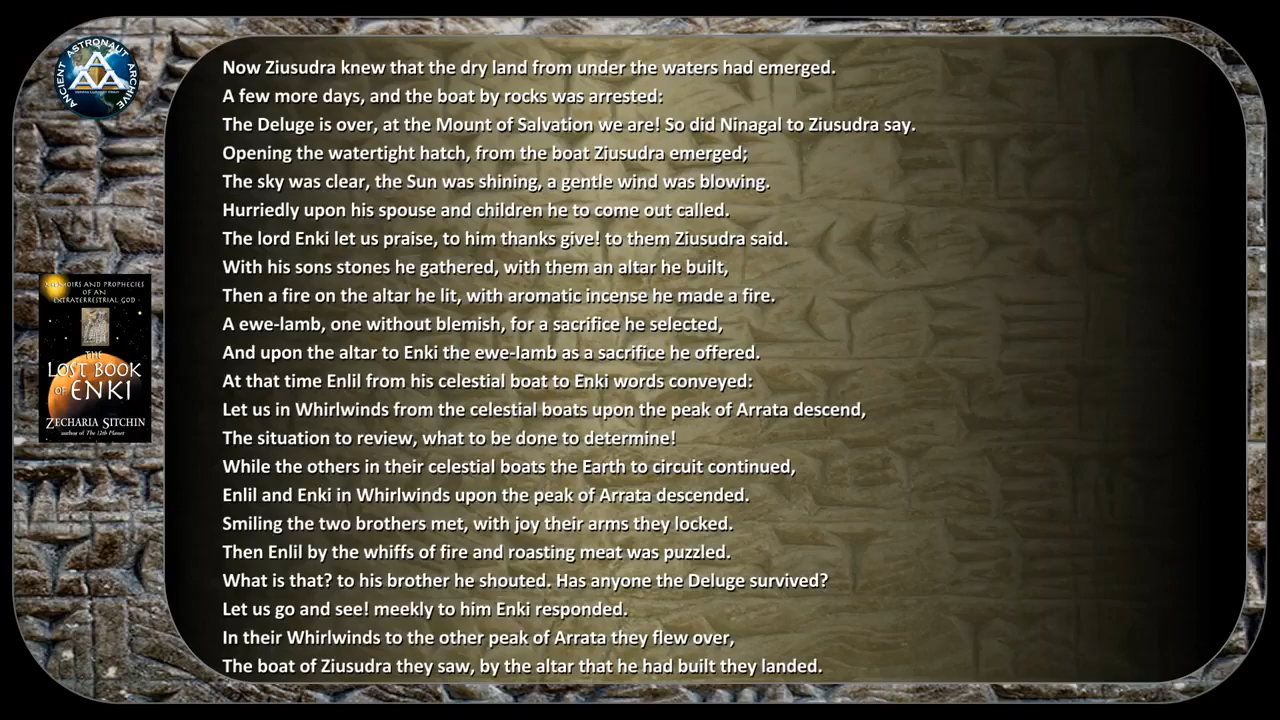 ANCIENT ASTRONAUT ARCHIVE
Now Ziusudra knew that the dry land from under the waters had emerged.
A few more days, and the boat by rocks was arrested:
The Deluge is over, at the Mount of Salvation we are! So did Ninagal to Ziusudra say.
Opening the watertight hatch, from the boat Ziusudra emerged;
The sky was clear, the Sun was shining, a gentle wind was blowing.
Hurriedly upon his spouse and children he to come out called.
The lord Enki let us praise, to him thanks give! to them Ziusudra said.
With his sons stones he gathered, with them an altar he built,
Then a fire on the altar he lit, with aromatic incense he made a fire.
A ewe-lamb, one without blemish, for a sacrifice he selected,
And upon the altar to Enki the ewe-lamb as a sacrifice he offered.
At that time Enlil from his celestial boat to Enki words conveyed:
Let us in Whirlwinds from the celestial boats upon the peak of Arrata descend,
The situation to review, what to be done to determine!
While the others in their celestial boats the Earth to circuit continued,
Enlil and Enki in Whirlwinds upon the peak of Arrata descended.
Smiling the two brothers met, with joy their arms they locked.
Then Enlil by the whiffs of fire and roasting meat was puzzled.
What is that? to his brother he shouted. Has anyone the Deluge survived?
Let us go and see! meekly to him Enki responded.
In their Whirlwinds to the other peak of Arrata they flew over,
The boat of Ziusudra they saw, by the altar that he had built they landed.
MEMOIRS AND PROPHECIES
OF AN
EXTRATERRESTRIAL GOD
THE
LOST BOOK
OF ENKI
ZECHARIA SITCHIN
author of The 12th Planet